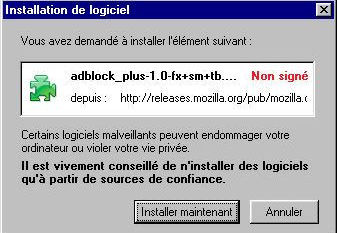 Installation de logiciel
Vous avez demandé à installer l'élément suivant :
adblock_plus-1.0-fx+sm+tb.... Non signé
depuis : http://releases.mozilla.org/pub/mozilla.c
Certains logiciels malveillants peuvent endommager votre
ordinateur ou violer votre vie privée.
Il est vivement conseillé de n'installer des logiciels
qu'à partir de sources de confiance.
Installer maintenant Annuler